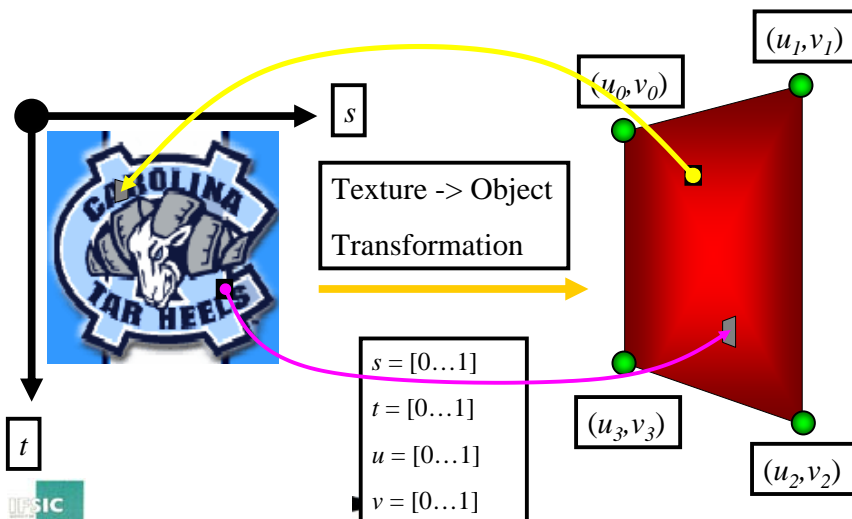 (u₁,v₁)
(u₀,v₀)
s
CAROLINA
TAR HEELS
Texture -> Object
Transformation
s = [0…1]
t = [0…1]
u = [0…1]
v = [0…1]
(u₃,v₃)
(u₂,v₂)
t
IFSIC